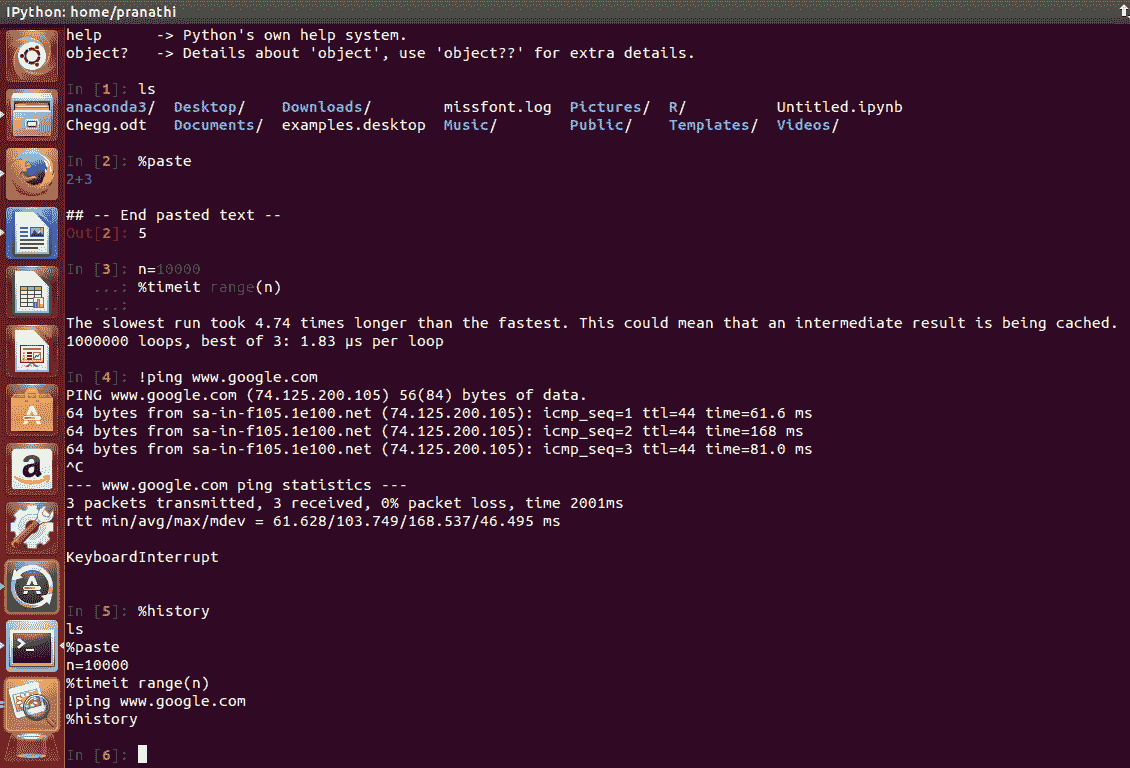 IPython: home/pranathi
help      -> Python's own help system.
object?   -> Details about 'object', use 'object??' for extra details.
In [1]: ls
anaconda3/  Desktop/    Downloads/        missfont.log  Pictures/  R/          Untitled.ipynb
Chegg.odt   Documents/  examples.desktop  Music/        Public/    Templates/  Videos/
In [2]: %paste
2+3
## -- End pasted text --
Out[2]: 5
In [3]: n=10000
   ...: %timeit range(n)
   ...:
The slowest run took 4.74 times longer than the fastest. This could mean that an intermediate result is being cached.
1000000 loops, best of 3: 1.83 µs per loop
In [4]: !ping www.google.com
PING www.google.com (74.125.200.105) 56(84) bytes of data.
64 bytes from sa-in-f105.1e100.net (74.125.200.105): icmp_seq=1 ttl=44 time=61.6 ms
64 bytes from sa-in-f105.1e100.net (74.125.200.105): icmp_seq=2 ttl=44 time=168 ms
64 bytes from sa-in-f105.1e100.net (74.125.200.105): icmp_seq=3 ttl=44 time=81.0 ms
^C
--- www.google.com ping statistics ---
3 packets transmitted, 3 received, 0% packet loss, time 2001ms
rtt min/avg/max/mdev = 61.628/103.749/168.537/46.495 ms
KeyboardInterrupt
In [5]: %history
ls
%paste
n=10000
%timeit range(n)
!ping www.google.com
%history
In [6]: